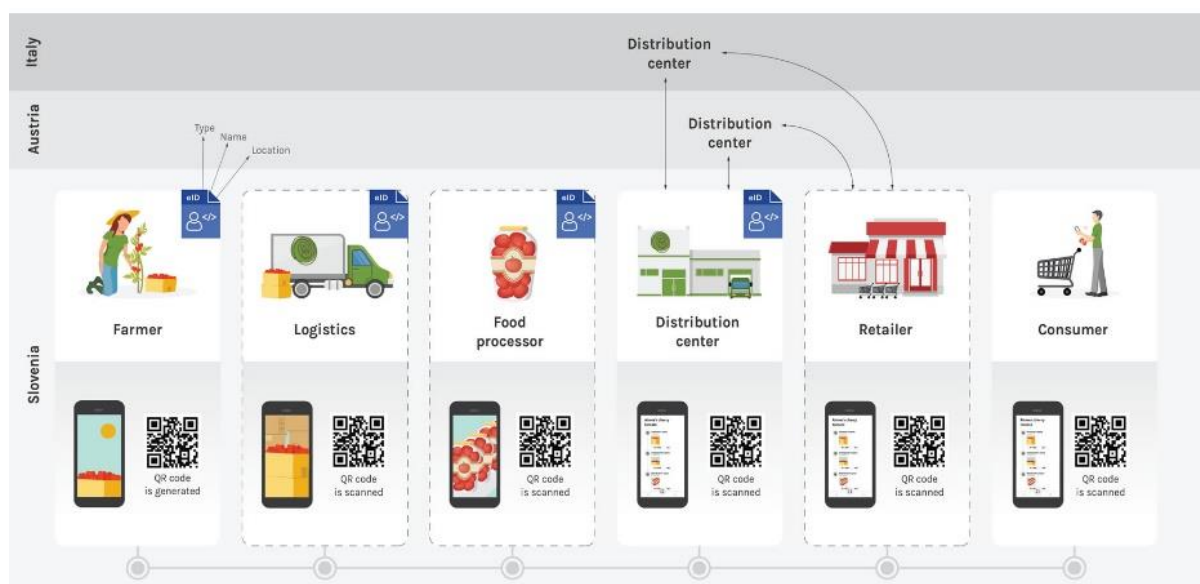 Italy
Distribution
center
Austria
Distribution
center
Type
Name
Location
Slovenia
eID
</>
Farmer
eID
</>
Logistics
eID
</>
Food
processor
eID
</>
Distribution
center
Retailer
Consumer
QR code
is generated
QR code
is scanned
QR code
is scanned
QR code
is scanned
QR code
is scanned
QR code
is scanned